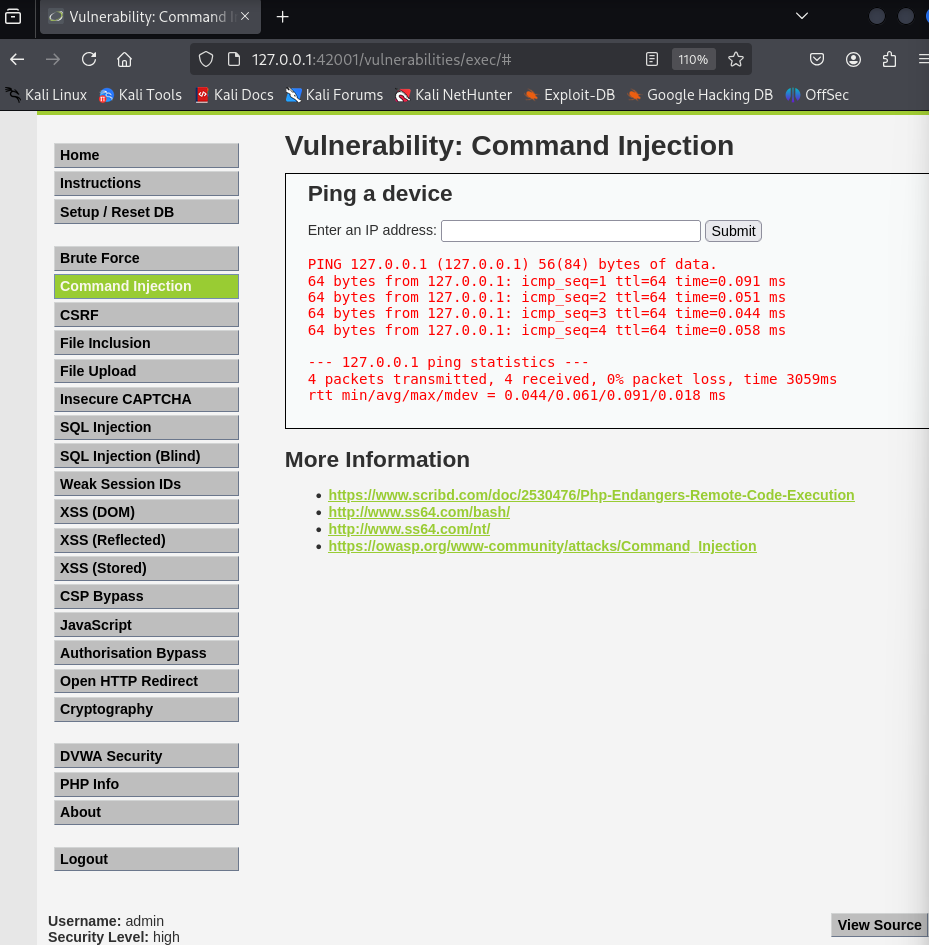 Vulnerability: Command I
127.0.0.1:42001/vulnerabilities/exec/#
110%
Kali Linux
Kali Tools
Kali Docs
Kali Forums
Kali NetHunter
Exploit-DB
Google Hacking DB
OffSec
Home
Instructions
Setup / Reset DB
Brute Force
Command Injection
CSRF
File Inclusion
File Upload
Insecure CAPTCHA
SQL Injection
SQL Injection (Blind)
Weak Session IDs
XSS (DOM)
XSS (Reflected)
XSS (Stored)
CSP Bypass
JavaScript
Authorisation Bypass
Open HTTP Redirect
Cryptography
DVWA Security
PHP Info
About
Logout
Vulnerability: Command Injection
Ping a device
Enter an IP address:
Submit
PING 127.0.0.1 (127.0.0.1) 56(84) bytes of data.
64 bytes from 127.0.0.1: icmp_seq=1 ttl=64 time=0.091 ms
64 bytes from 127.0.0.1: icmp_seq=2 ttl=64 time=0.051 ms
64 bytes from 127.0.0.1: icmp_seq=3 ttl=64 time=0.044 ms
64 bytes from 127.0.0.1: icmp_seq=4 ttl=64 time=0.058 ms
--- 127.0.0.1 ping statistics ---
4 packets transmitted, 4 received, 0% packet loss, time 3059ms
rtt min/avg/max/mdev = 0.044/0.061/0.091/0.018 ms
More Information
https://www.scribd.com/doc/2530476/Php-Endangers-Remote-Code-Execution
http://www.ss64.com/bash/
http://www.ss64.com/nt/
https://owasp.org/www-community/attacks/Command_Injection
Username: admin
Security Level: high
View Source